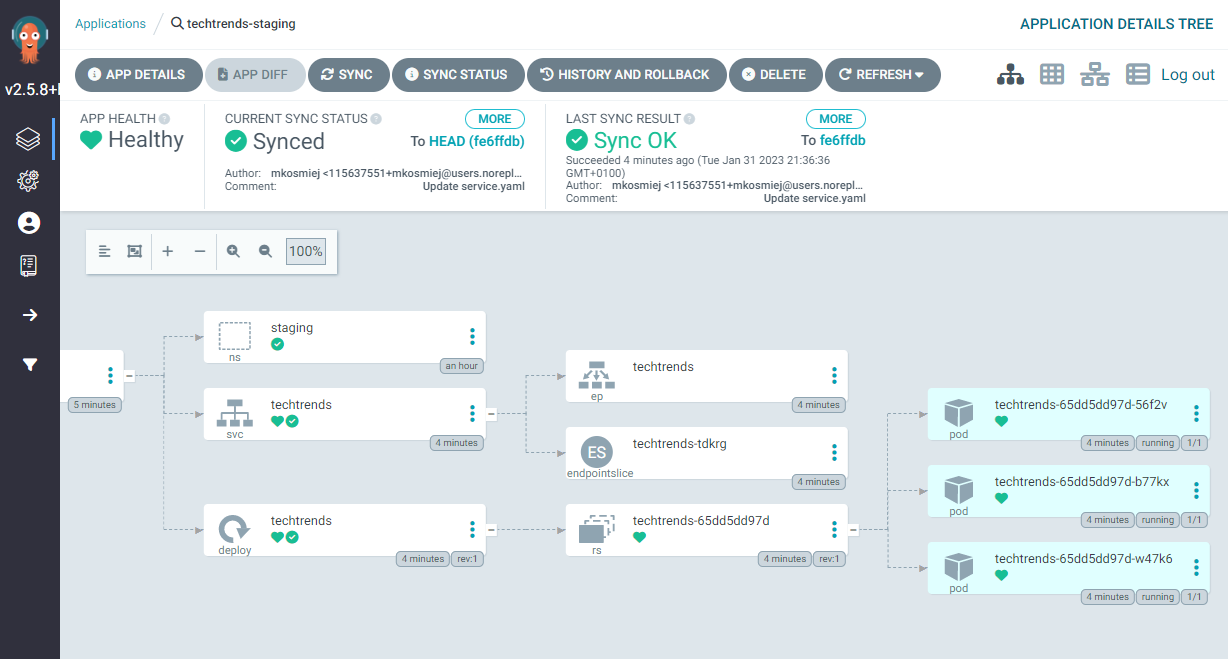 Applications / techtrends-staging
APPLICATION DETAILS TREE
v2.5.8+
APP DETAILS
APP DIFF
SYNC
SYNC STATUS
HISTORY AND ROLLBACK
DELETE
REFRESH
Log out
APP HEALTH
Healthy
CURRENT SYNC STATUS
MORE
Synced
To HEAD (fe6ffdb)
Author: mkosmiej <115637551+mkosmiej@users.norepl...
Comment: Update service.yaml
LAST SYNC RESULT
MORE
Sync OK
To fe6ffdb
Succeeded 4 minutes ago (Tue Jan 31 2023 21:36:36
GMT+0100)
Author: mkosmiej <115637551+mkosmiej@users.norepl...
Comment: Update service.yaml
100%
5 minutes
staging
ns
an hour
techtrends
svc
4 minutes
techtrends
deploy
4 minutes
rev:1
techtrends
ep
4 minutes
ES
techtrends-tdkrg
endpointslice
4 minutes
techtrends-65dd5dd97d
rs
4 minutes
rev:1
techtrends-65dd5dd97d-56f2v
pod
4 minutes
running
1/1
techtrends-65dd5dd97d-b77kx
pod
4 minutes
running
1/1
techtrends-65dd5dd97d-w47k6
pod
4 minutes
running
1/1